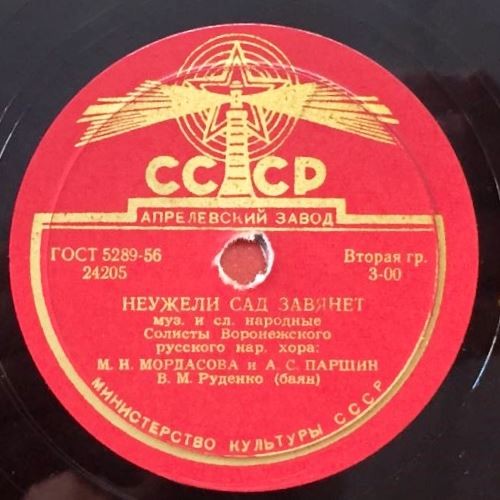 СССР
АПРЕЛЕВСКИЙ ЗАВОД
ГОСТ 5289-56
24205
Вторая гр.
3-00
НЕУЖЕЛИ САД ЗАВЯНЕТ
муз. и сл. народные
Солисты Воронежского
русского нар. хора:
М. Н. МОРДАСОВА и А. С. ПАРШИН
В. М. Руденко (баян)
МИНИСТЕРСТВО КУЛЬТУРЫ СССР